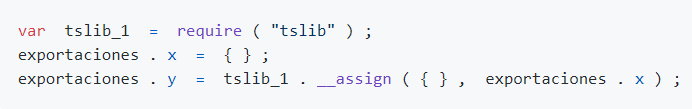 var tslib_1 = require ( "tslib" ) ;
exportaciones . x = { } ;
exportaciones . y = tslib_1 . __assign ( { } , exportaciones . x ) ;